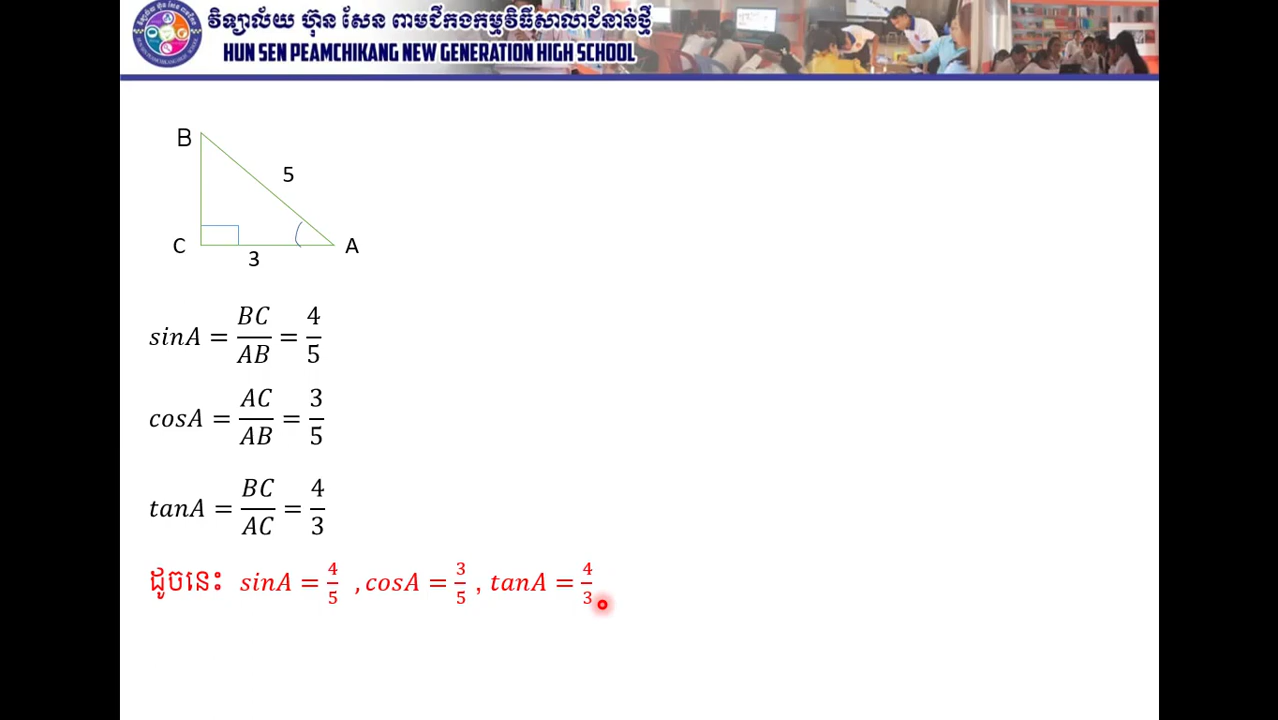 វិទ្យាល័យ ហ៊ុន សែន ពាមជីកងកម្មវិធីសាលាជំនាន់ថ្មី
HUN SEN PEAMCHIKANG NEW GENERATION HIGH SCHOOL
B
5
C
A
3
sinA = BC/AB = 4/5
cosA = AC/AB = 3/5
tanA = BC/AC = 4/3
ដូចនេះ sinA = 4/5 , cosA = 3/5 , tanA = 4/3